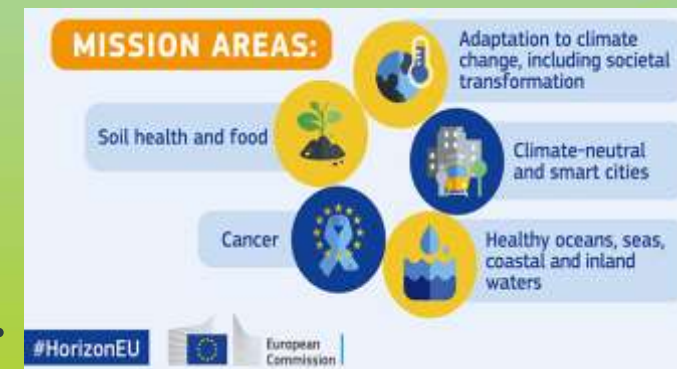 MISSION AREAS:
Adaptation to climate
change, including societal
transformation
Soil health and food
Climate-neutral
and smart cities
Cancer
Healthy oceans, seas,
coastal and inland
waters
#HorizonEU
European
Commission